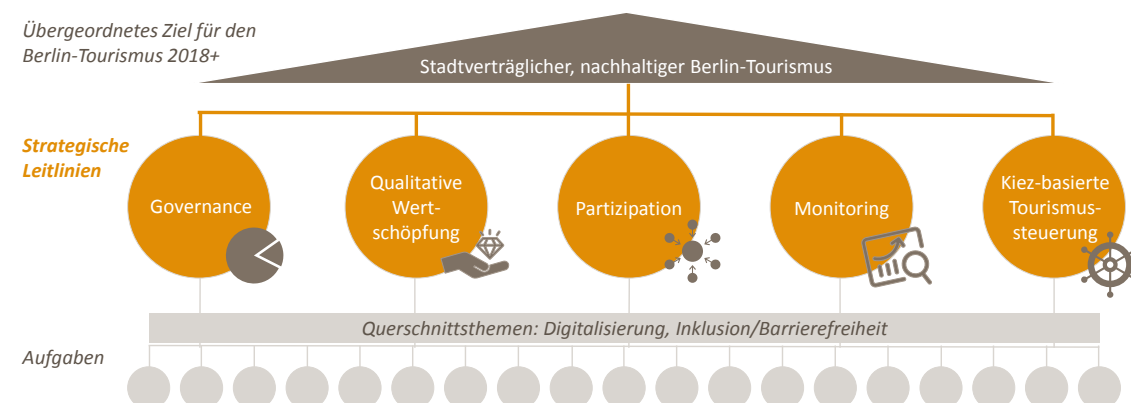 Übergeordnetes Ziel für den
Berlin-Tourismus 2018+
Stadtverträglicher, nachhaltiger Berlin-Tourismus
Strategische
Leitlinien
Governance
Qualitative
Wert-
schöpfung
Partizipation
Monitoring
Kiez-basierte
Tourismus-
steuerung
Querschnittsthemen: Digitalisierung, Inklusion/Barrierefreiheit
Aufgaben